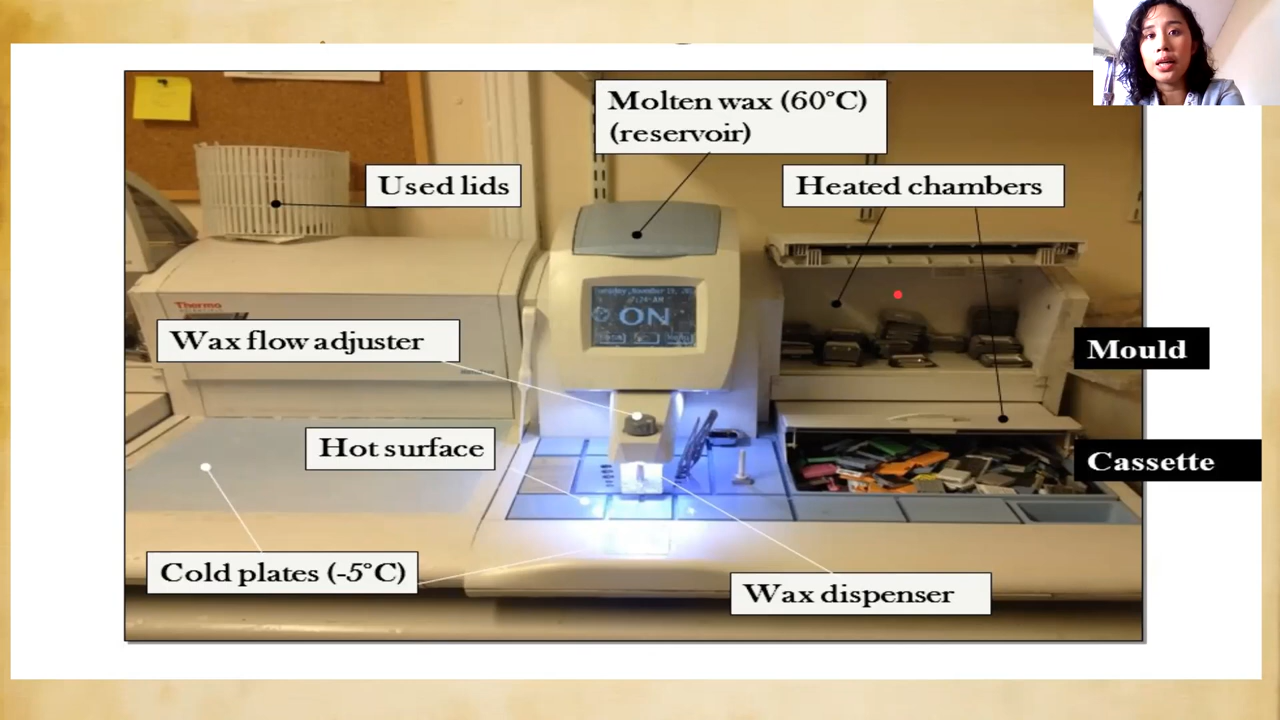 Molten wax (60°C)
(reservoir)
Used lids
Heated chambers
Thermo
ON
Wax flow adjuster
Mould
Hot surface
Cassette
Cold plates (-5°C)
Wax dispenser